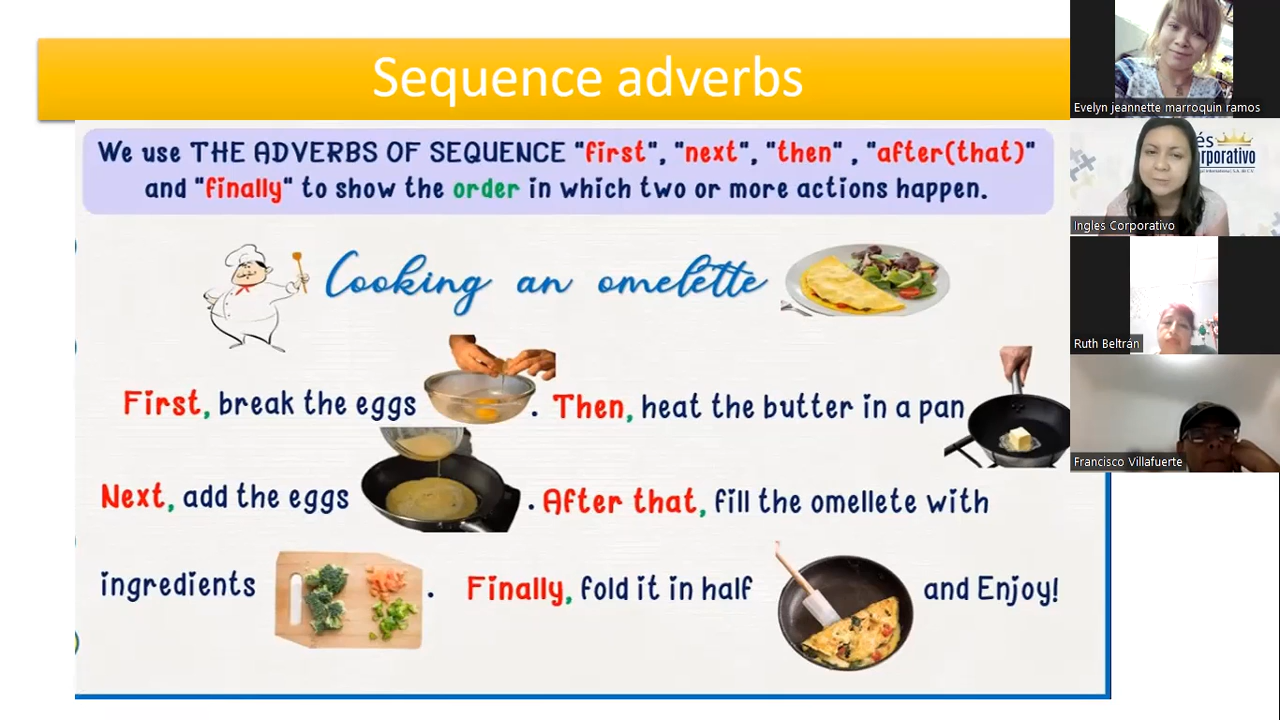 Sequence adverbs
We use THE ADVERBS OF SEQUENCE "first", "next", "then" , "after(that)"
and "finally" to show the order in which two or more actions happen.
Cooking an omelette
First, break the eggs . Then, heat the butter in a pan
Next, add the eggs . After that, fill the omellete with
ingredients . Finally, fold it in half and Enjoy!
Evelyn jeannette marroquin ramos
Ingles Corporativo
Ruth Beltrán
Francisco Villafuerte